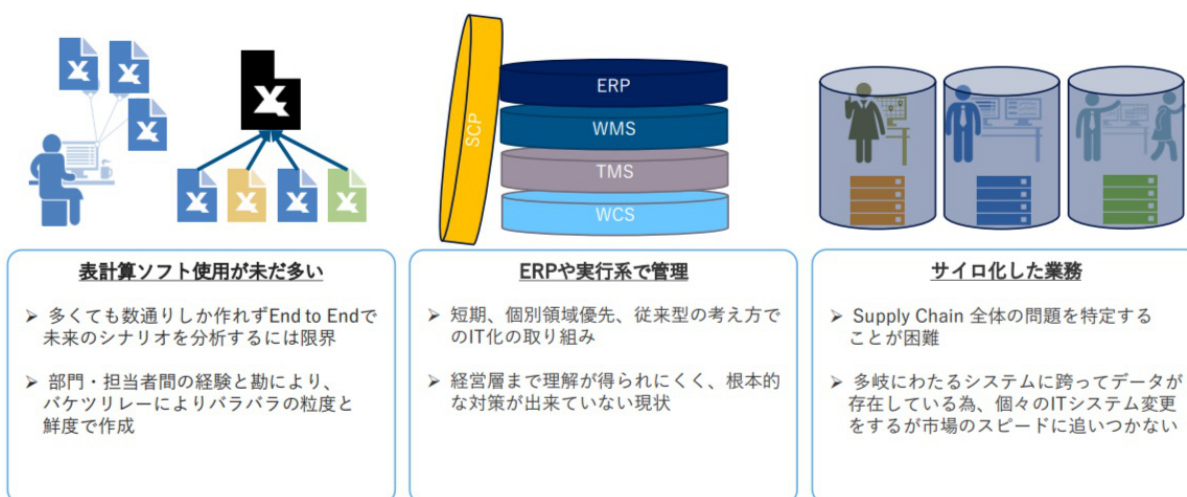 SCP
ERP
WMS
TMS
WCS
表計算ソフト使用が未だ多い
➢ 多くても数通りしか作れずEnd to Endで
未来のシナリオを分析するには限界
➢ 部門・担当者間の経験と勘により、
バケツリレーによりバラバラの粒度と
鮮度で作成
ERPや実行系で管理
➢ 短期、個別領域優先、従来型の考え方で
のIT化の取り組み
➢ 経営層まで理解が得られにくく、根本的
な対策が出来ていない現状
サイロ化した業務
➢ Supply Chain 全体の問題を特定する
ことが困難
➢ 多岐にわたるシステムに跨ってデータが
存在している為、個々のITシステム変更
をするが市場のスピードに追いつかない